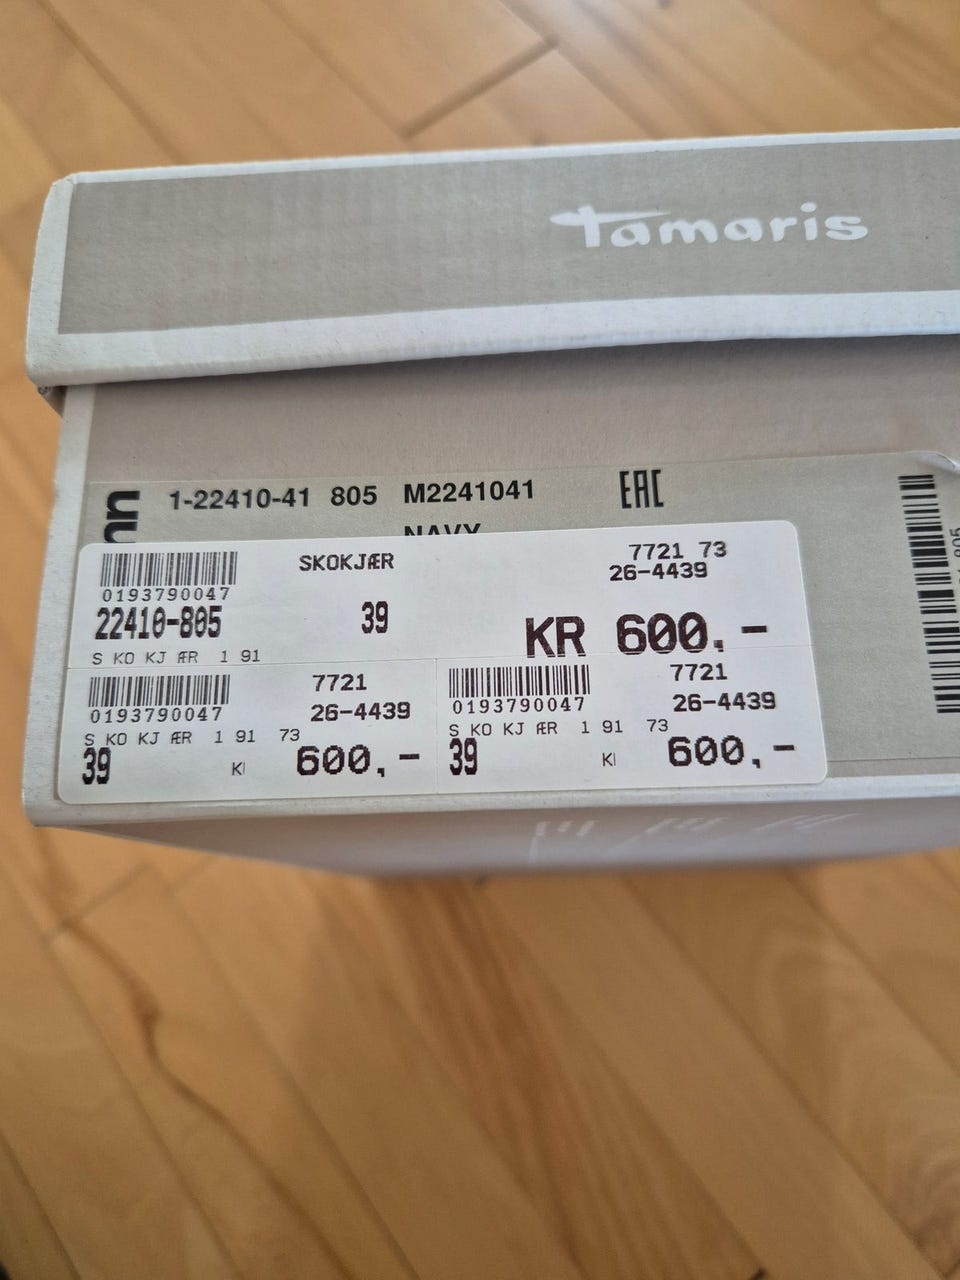 Tamaris
1-22410-41 805 M2241041 EAC
NAVY
SKOKJÆR 7721 73
0193790047 26-4439
22410-805 39 KR 600,-
S KO KJ ÆR 1 91
7721
0193790047 26-4439
S KO KJ ÆR 1 91 73
39 600,-
7721
0193790047 26-4439
S KO KJ ÆR 1 91 73
39 600,-
805